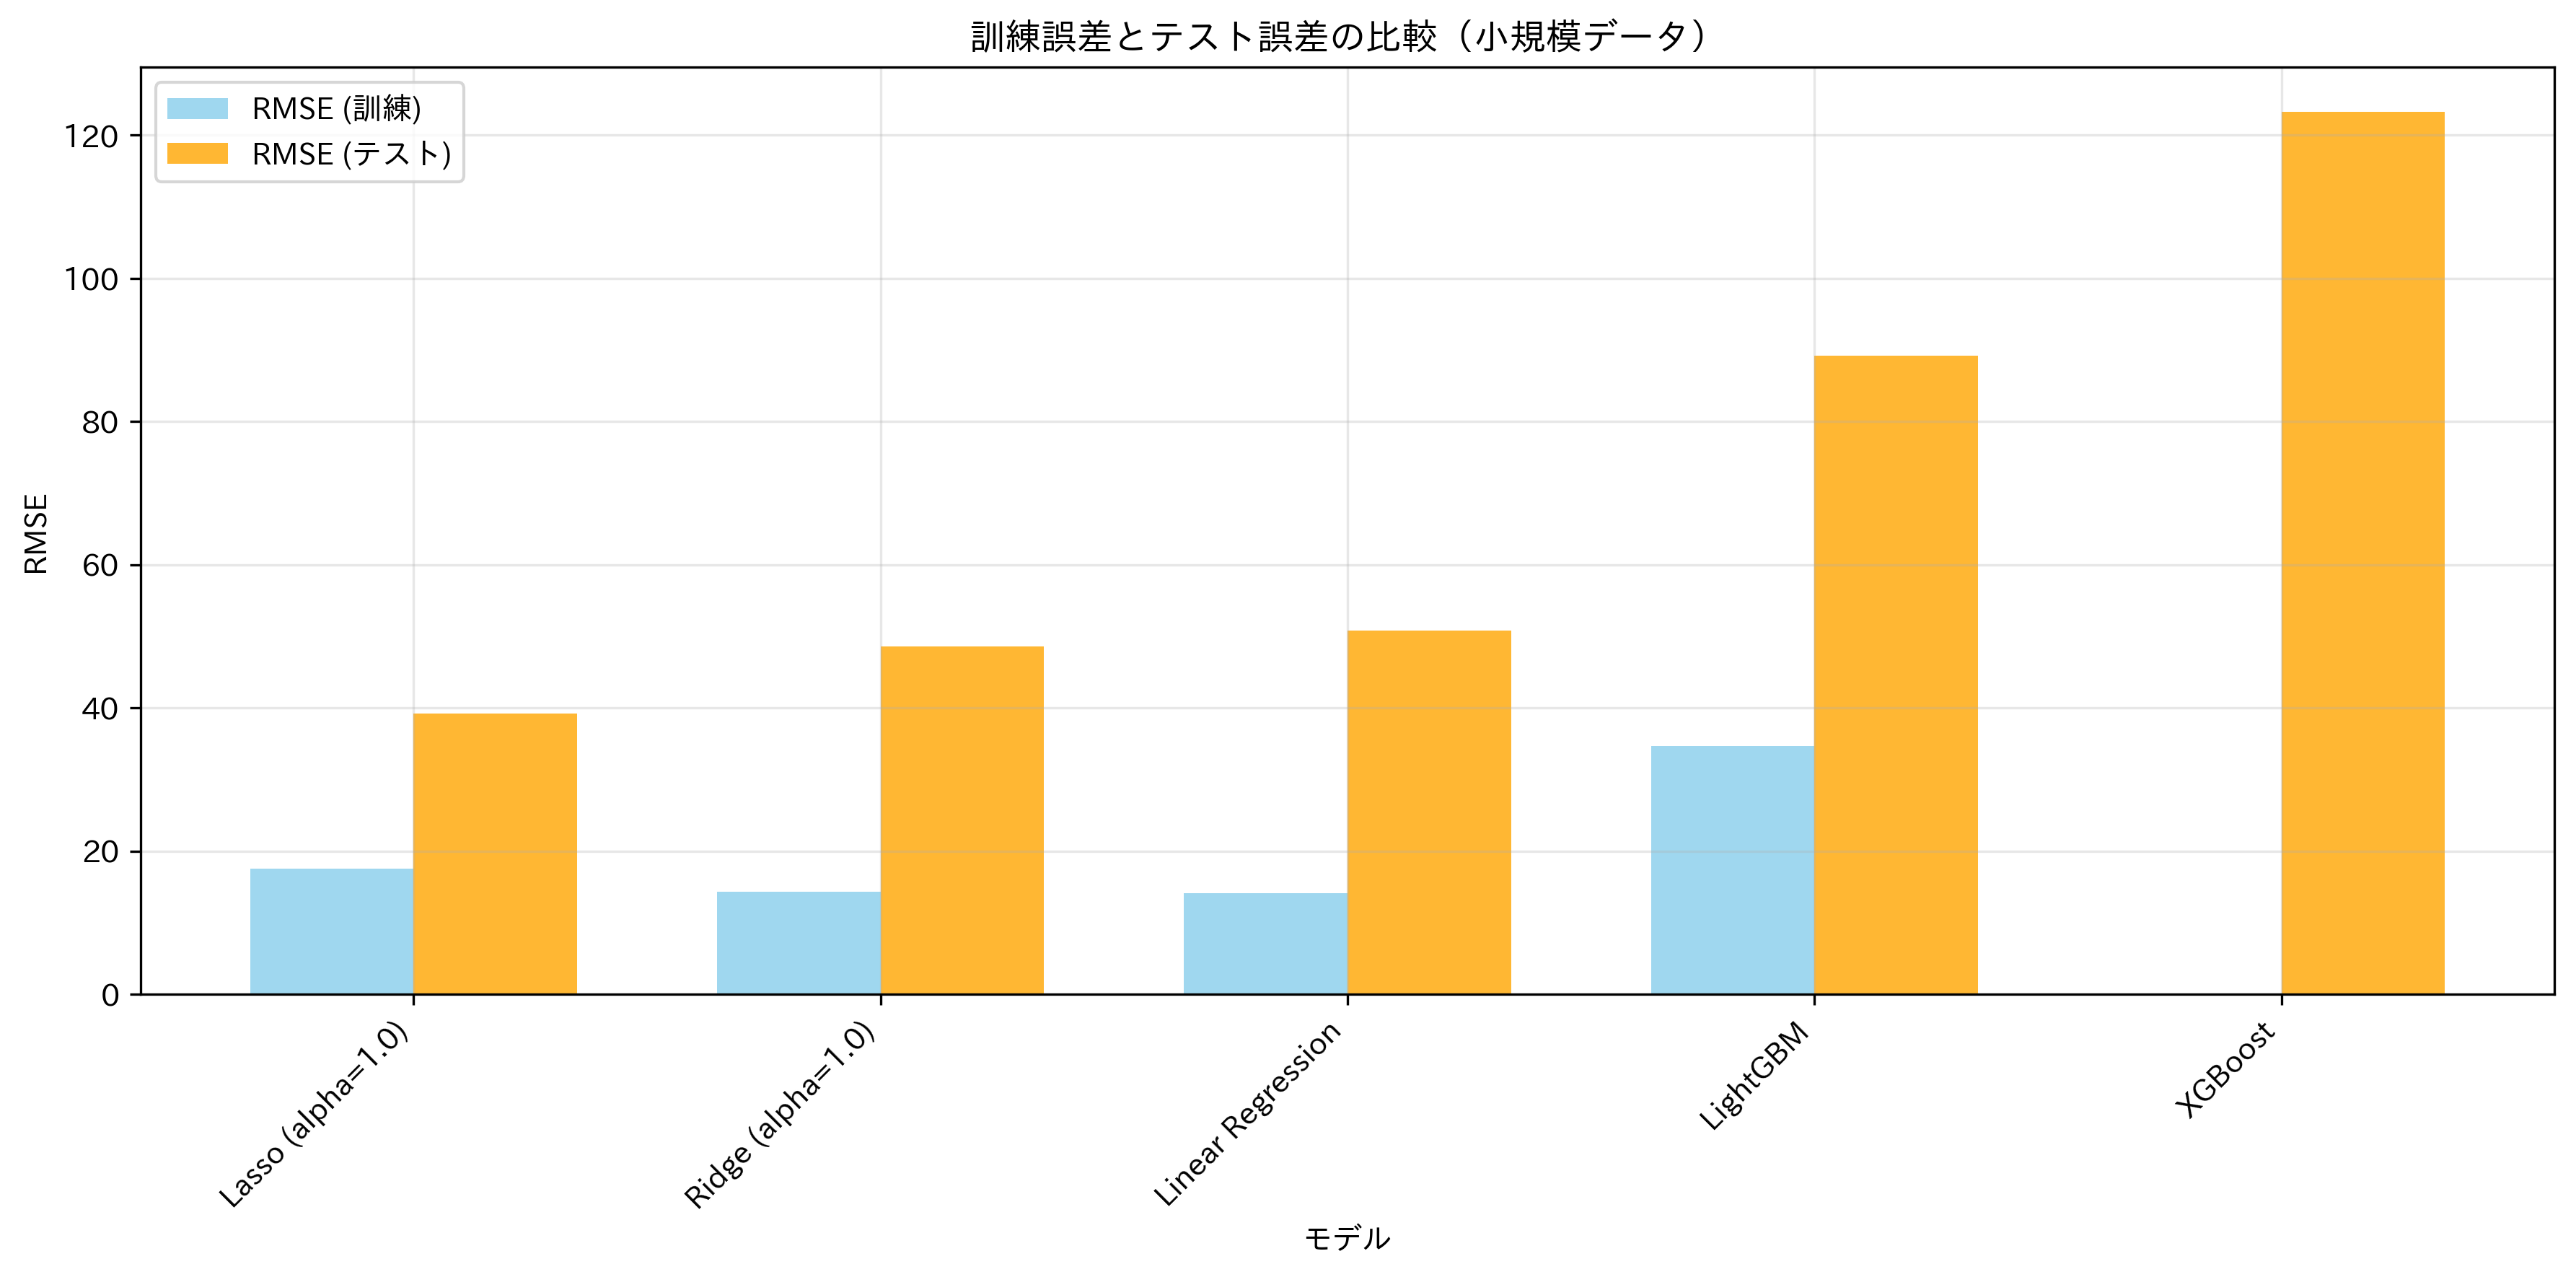 訓練誤差とテスト誤差の比較（小規模データ）
RMSE (訓練)
RMSE (テスト)
RMSE
120
100
80
60
40
20
0
Lasso (alpha=1.0)
Ridge (alpha=1.0)
Linear Regression
LightGBM
XGBoost
モデル